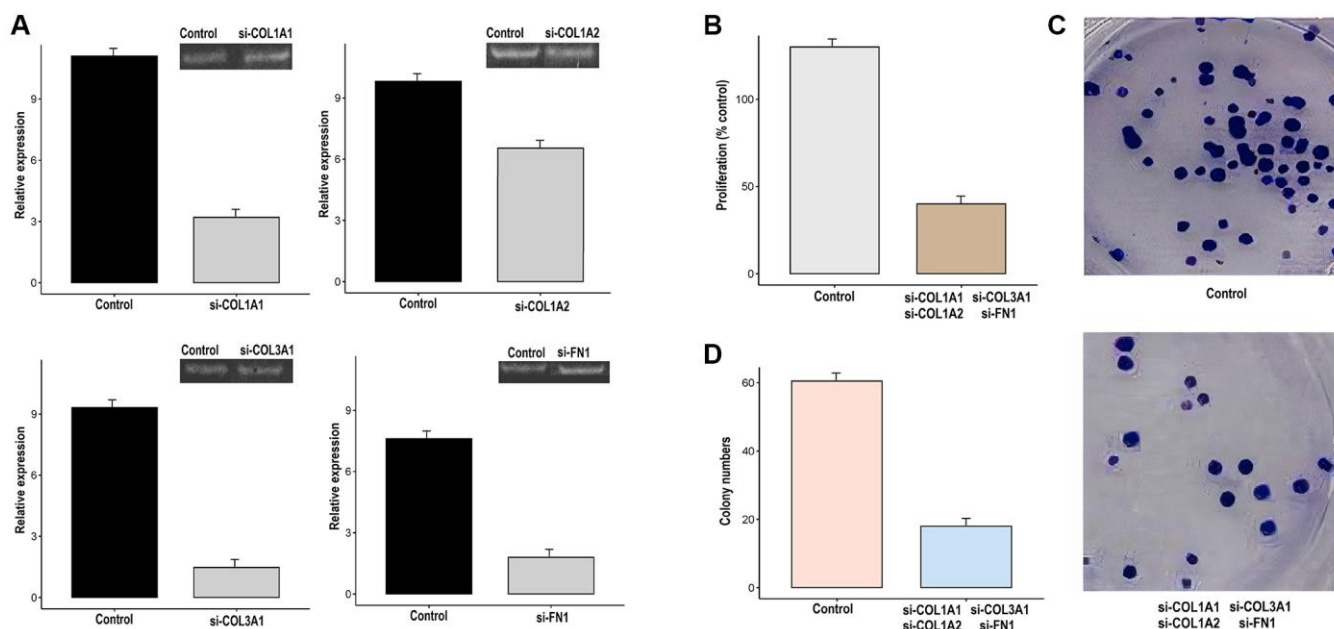 A
Control si-COL1A1
Relative expression
9
6
3
0
Control si-COL1A1
Control si-COL1A2
Relative expression
9
6
3
0
Control si-COL1A2
Control si-COL3A1
Relative expression
9
6
3
0
Control si-COL3A1
Control si-FN1
Relative expression
9
6
3
0
Control si-FN1
B
Proliferation (% control)
100
50
0
Control
si-COL1A1 si-COL3A1
si-COL1A2 si-FN1
C
Control
si-COL1A1 si-COL3A1
si-COL1A2 si-FN1
D
Colony numbers
60
40
20
0
Control
si-COL1A1 si-COL3A1
si-COL1A2 si-FN1